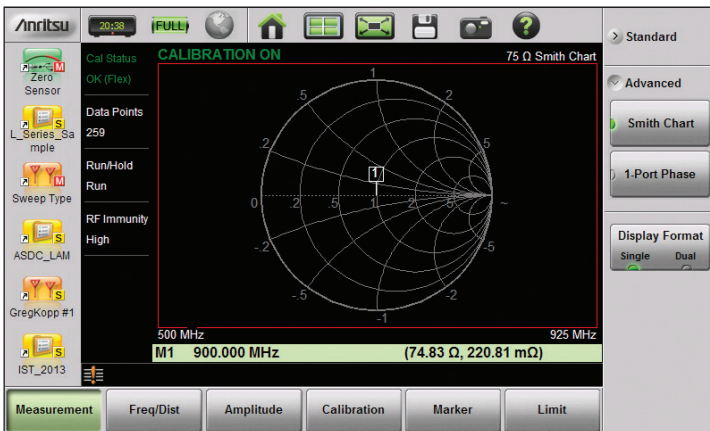 Anritsu
20:38
FULL
?
Zero
Sensor
L_Series_Sa
mple
Sweep Type
ASDC_LAM
GregKopp #1
IST_2013
M
S
M
S
S
S
Cal Status
OK (Flex)
Data Points
259
Run/Hold
Run
RF Immunity
High
CALIBRATION ON
75 Ω Smith Chart
1
.5
2
.2
5
1
0
.2
.5
1
2
5
~
-.2
-5
-.5
-2
-1
500 MHz
925 MHz
M1 900.000 MHz (74.83 Ω, 220.81 mΩ)
Standard
Advanced
Smith Chart
1-Port Phase
Display Format
Single Dual
Measurement
Freq/Dist
Amplitude
Calibration
Marker
Limit